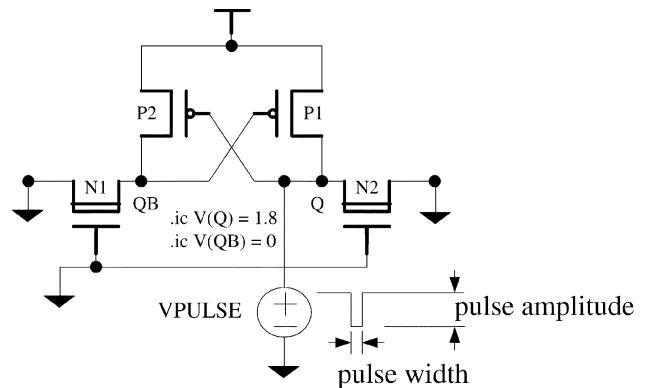 P2
P1
N1
N2
QB
Q
.ic V(Q) = 1.8
.ic V(QB) = 0
VPULSE
pulse amplitude
pulse width